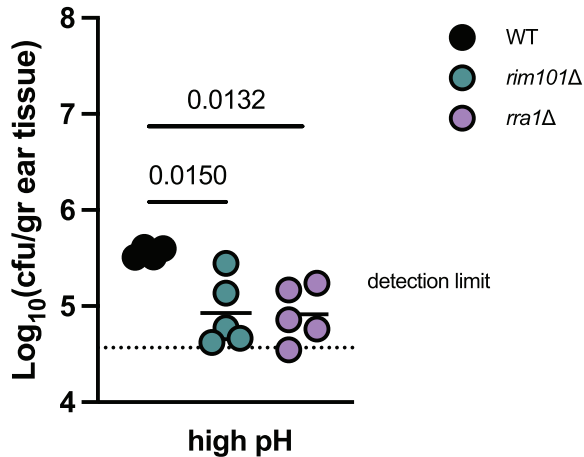 8
7
6
5
4
Log10(cfu/gr ear tissue)
0.0132
0.0150
WT
rim101Δ
rra1Δ
detection limit
high pH